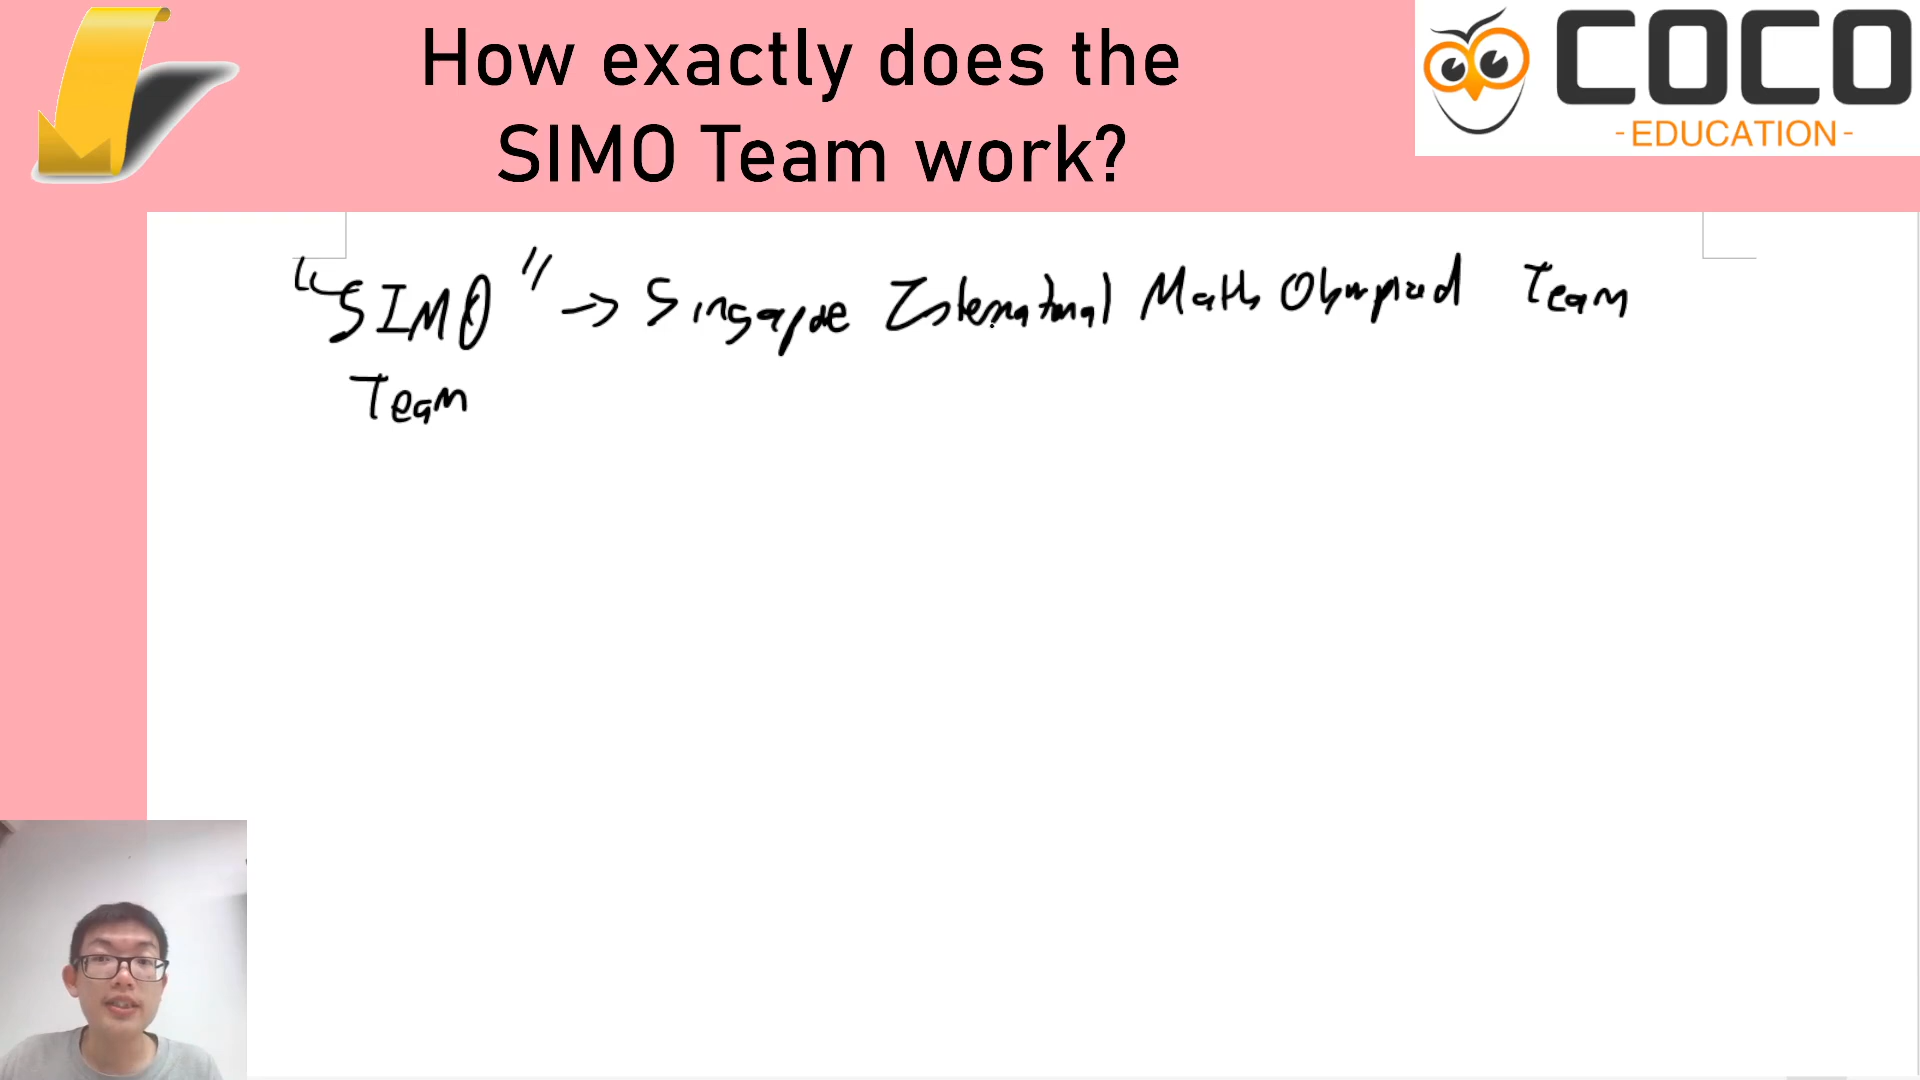 How exactly does the
SIMO Team work?
COCO
- EDUCATION -
"SIMO" → Singapore International Math Olympiad Team
Team